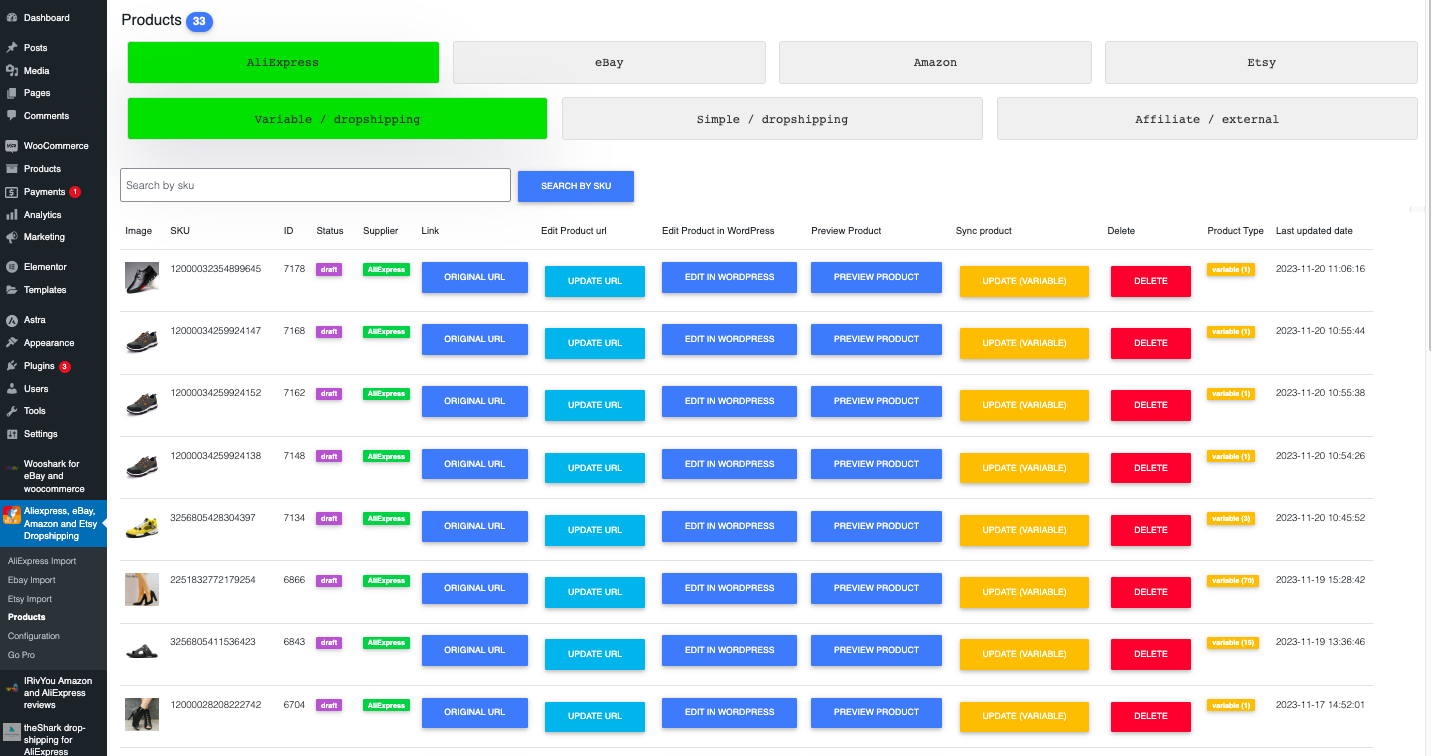 Dashboard
Posts
Media
Pages
Comments
WooCommerce
Products
Payments 1
Analytics
Marketing
Elementor
Templates
Astra
Appearance
Plugins 3
Users
Tools
Settings
Wooshark for
eBay and
woocommerce
Aliexpress, eBay,
Amazon and Etsy
Dropshipping
AliExpress Import
Ebay Import
Etsy Import
Products
Configuration
Go Pro
IRivYou Amazon
and AliExpress
reviews
theShark drop-
shipping for
AliExpress
Products 33
AliExpress eBay Amazon Etsy
Variable / dropshipping Simple / dropshipping Affiliate / external
Search by sku SEARCH BY SKU
Image SKU ID Status Supplier Link Edit Product url Edit Product in WordPress Preview Product Sync product Delete Product Type Last updated date
12000032354899645 7178 draft AliExpress ORIGINAL URL UPDATE URL EDIT IN WORDPRESS PREVIEW PRODUCT UPDATE (VARIABLE) DELETE variable (1) 2023-11-20 11:06:16
12000034259924147 7168 draft AliExpress ORIGINAL URL UPDATE URL EDIT IN WORDPRESS PREVIEW PRODUCT UPDATE (VARIABLE) DELETE variable (1) 2023-11-20 10:55:44
12000034259924152 7162 draft AliExpress ORIGINAL URL UPDATE URL EDIT IN WORDPRESS PREVIEW PRODUCT UPDATE (VARIABLE) DELETE variable (1) 2023-11-20 10:55:38
12000034259924138 7148 draft AliExpress ORIGINAL URL UPDATE URL EDIT IN WORDPRESS PREVIEW PRODUCT UPDATE (VARIABLE) DELETE variable (1) 2023-11-20 10:54:26
3256805428304397 7134 draft AliExpress ORIGINAL URL UPDATE URL EDIT IN WORDPRESS PREVIEW PRODUCT UPDATE (VARIABLE) DELETE variable (3) 2023-11-20 10:45:52
2251832772179254 6866 draft AliExpress ORIGINAL URL UPDATE URL EDIT IN WORDPRESS PREVIEW PRODUCT UPDATE (VARIABLE) DELETE variable (70) 2023-11-19 15:28:42
3256805411536423 6843 draft AliExpress ORIGINAL URL UPDATE URL EDIT IN WORDPRESS PREVIEW PRODUCT UPDATE (VARIABLE) DELETE variable (15) 2023-11-19 13:36:46
12000028208222742 6704 draft AliExpress ORIGINAL URL UPDATE URL EDIT IN WORDPRESS PREVIEW PRODUCT UPDATE (VARIABLE) DELETE variable (1) 2023-11-17 14:52:01